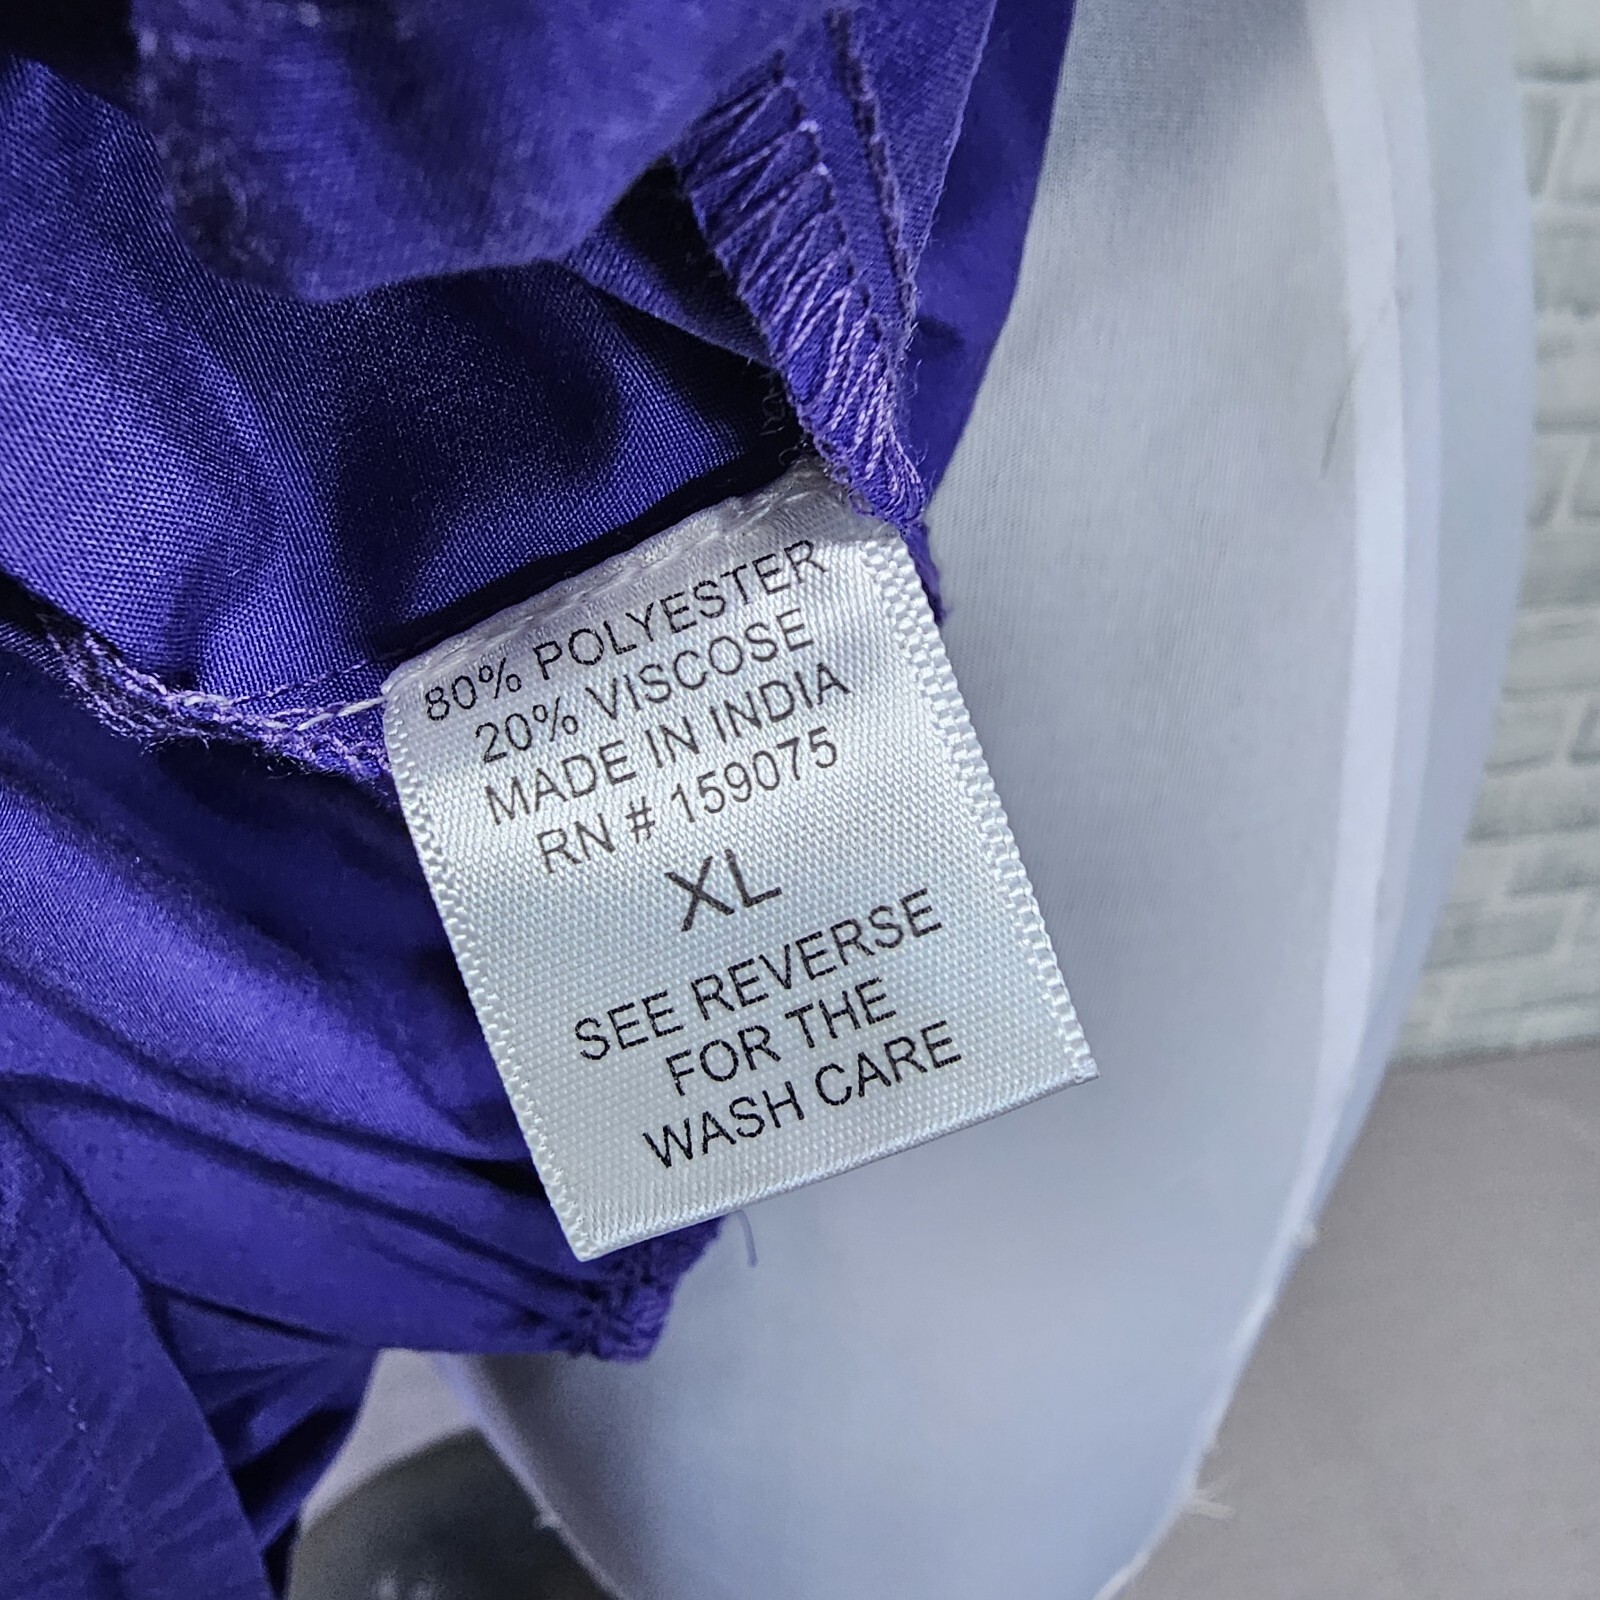 80% POLYESTER
20% VISCOSE
MADE IN INDIA
RN # 159075
XL
SEE REVERSE
FOR THE
WASH CARE